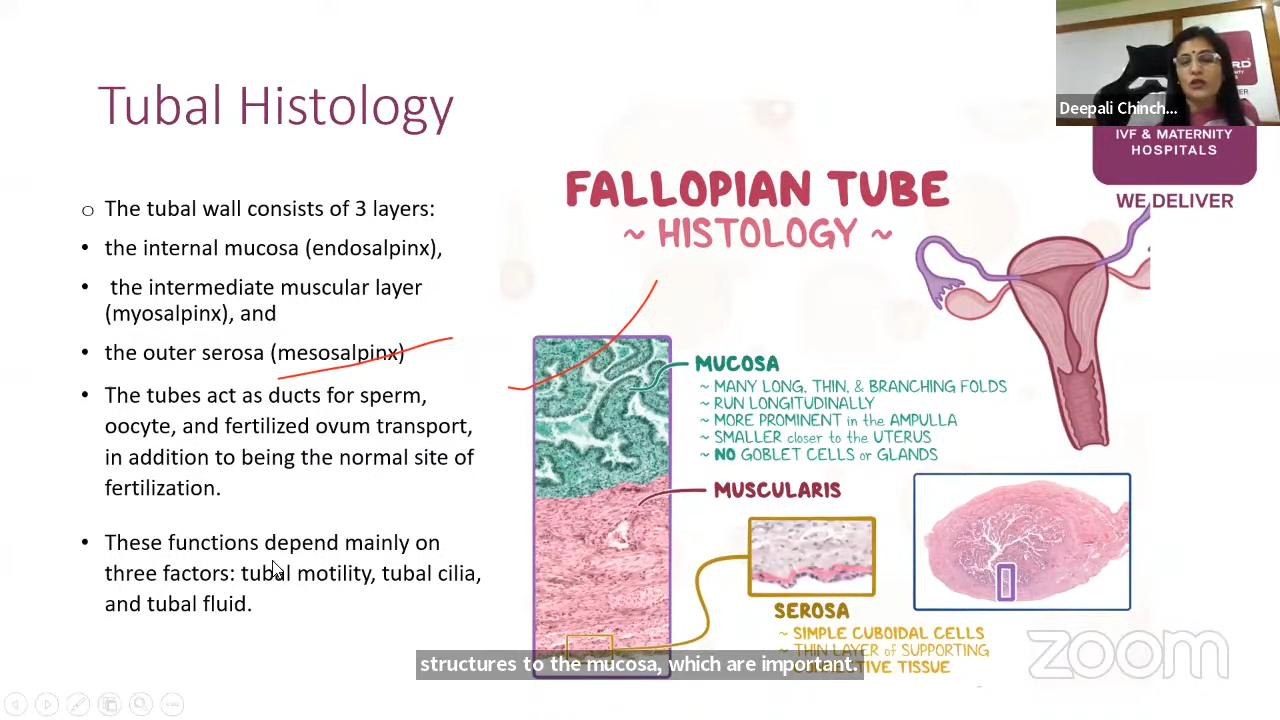 Tubal Histology
The tubal wall consists of 3 layers:
the internal mucosa (endosalpinx),
the intermediate muscular layer
(myosalpinx), and
the outer serosa (mesosalpinx)
The tubes act as ducts for sperm,
oocyte, and fertilized ovum transport,
in addition to being the normal site of
fertilization.
These functions depend mainly on
three factors: tubal motility, tubal cilia,
and tubal fluid.
FALLOPIAN TUBE
~ HISTOLOGY ~
MUCOSA
~ MANY LONG, THIN, & BRANCHING FOLDS
~ RUN LONGITUDINALLY
~ MORE PROMINENT in the AMPULLA
~ SMALLER closer to the UTERUS
~ NO GOBLET CELLS or GLANDS
MUSCULARIS
SEROSA
~ SIMPLE CUBOIDAL CELLS
~ THIN LAYER of SUPPORTING
TISSUE
Deepali Chinch...
IVF & MATERNITY
HOSPITALS
WE DELIVER
structures to the mucosa, which are important.
zoom